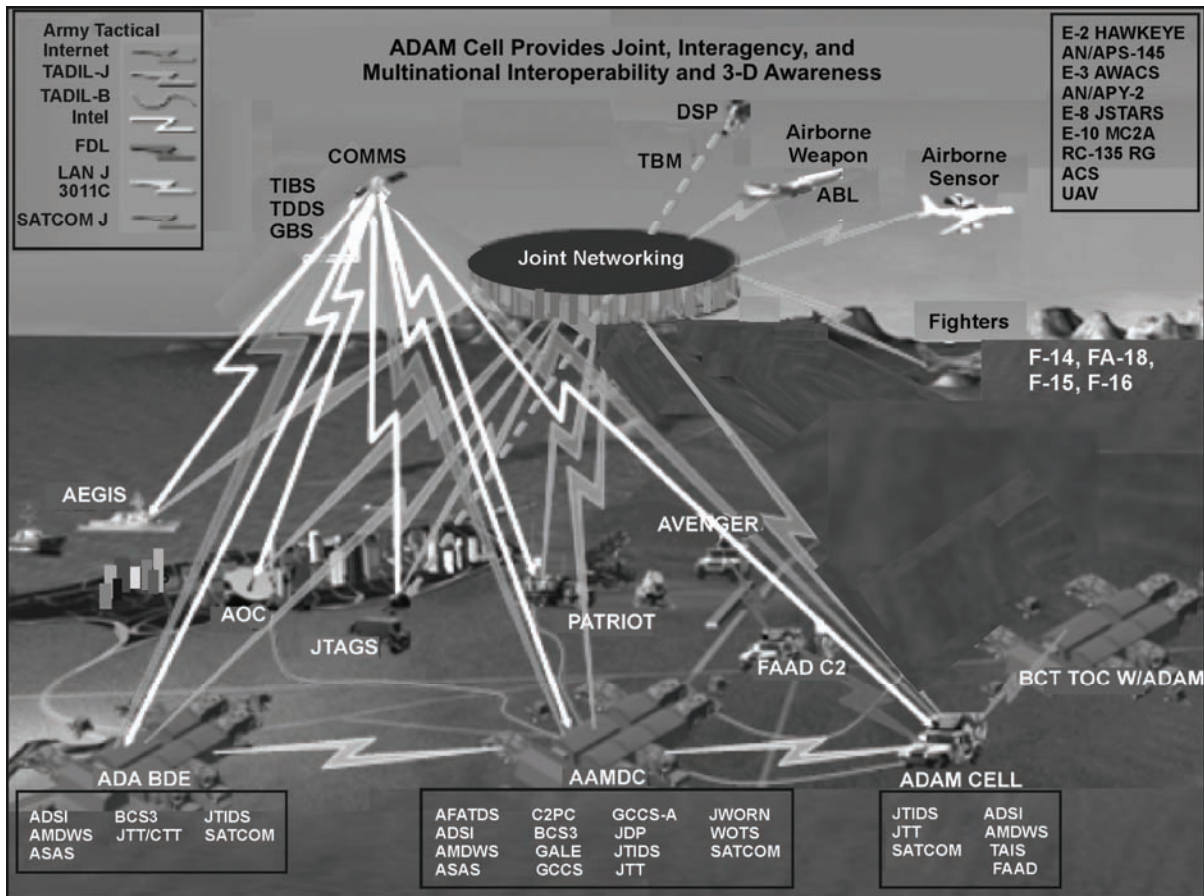 Army Tactical
Internet
TADIL-J
TADIL-B
Intel
FDL
LAN J
3011C
SATCOM J
ADAM Cell Provides Joint, Interagency, and
Multinational Interoperability and 3-D Awareness
E-2 HAWKEYE
AN/APS-145
E-3 AWACS
AN/APY-2
E-8 JSTARS
E-10 MC2A
RC-135 RG
ACS
UAV
DSP
TBM
Airborne
Weapon
ABL
Airborne
Sensor
COMMS
TIBS
TDDS
GBS
Joint Networking
Fighters
F-14, FA-18,
F-15, F-16
AEGIS
AVENGER
AOC
JTAGS
PATRIOT
FAAD C2
BCT TOC W/ADAM
ADA BDE
AAMDC
ADAM CELL
ADSI BCS3 JTIDS
AMDWS JTT/CTT SATCOM
ASAS
AFATDS C2PC GCCS-A JWORN
ADSI BCS3 JDP WOTS
AMDWS GALE JTIDS SATCOM
ASAS GCCS JTT
JTIDS ADSI
JTT AMDWS
SATCOM TAIS
FAAD